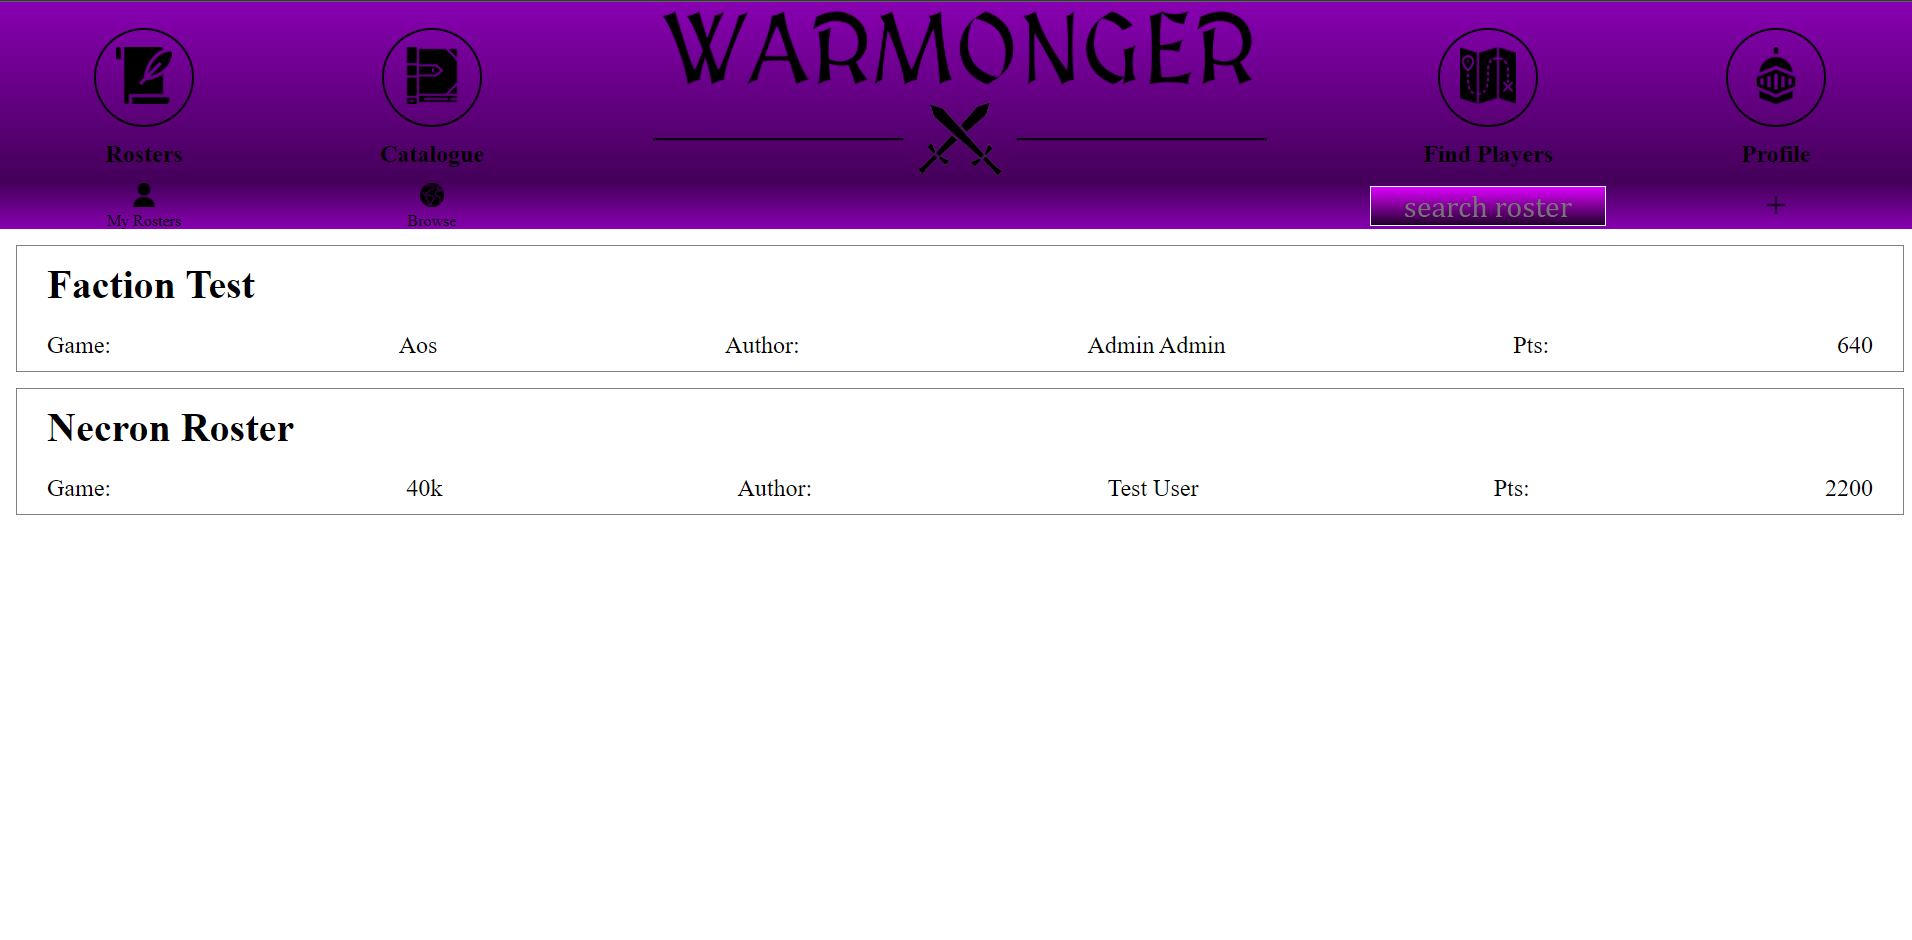 WARMONGER
Rosters Catalogue Find Players Profile
My Rosters Browse search roster +
Faction Test
Game: Aos Author: Admin Admin Pts: 640
Necron Roster
Game: 40k Author: Test User Pts: 2200